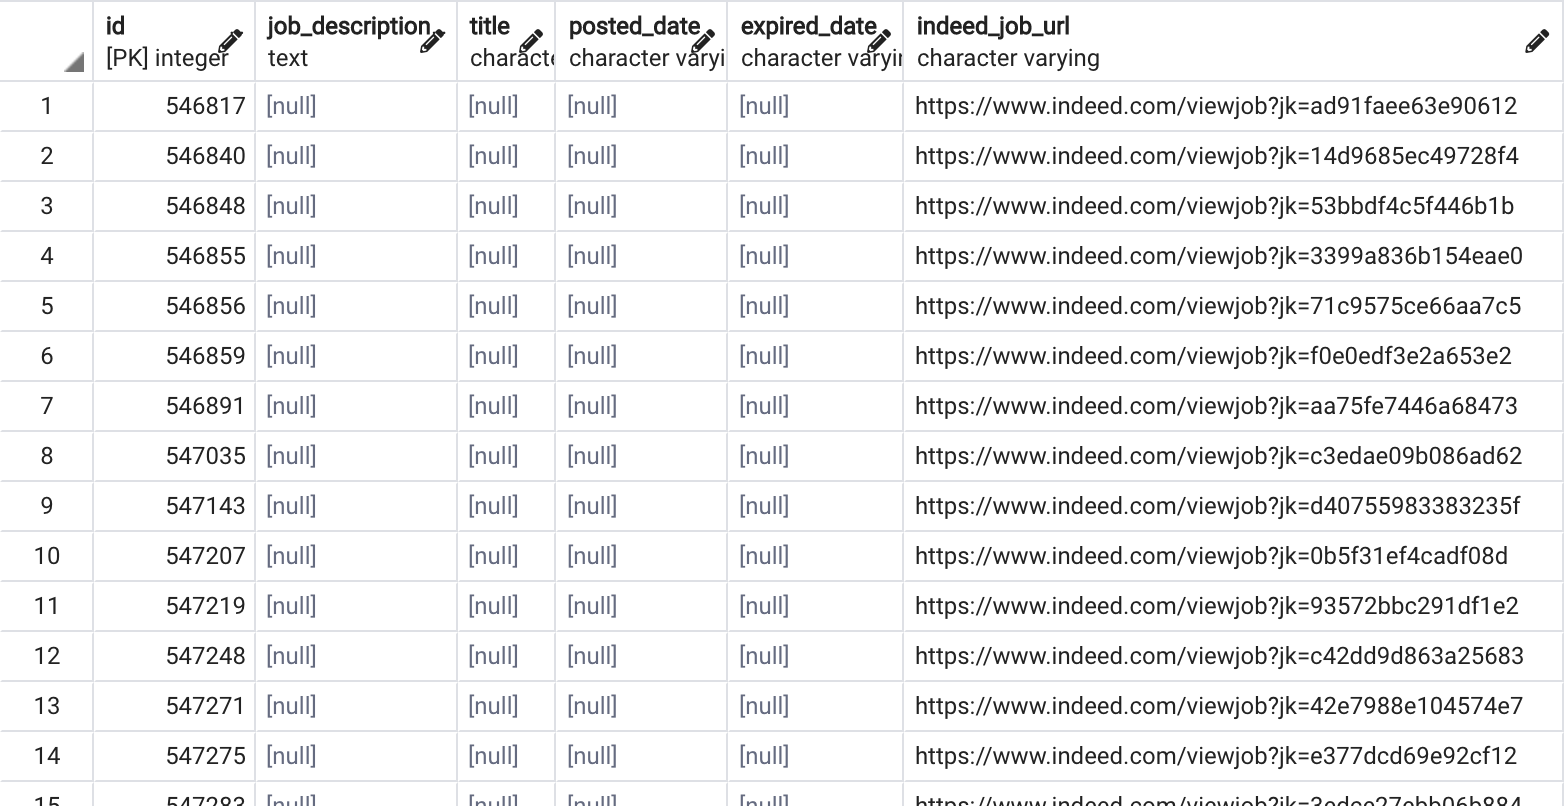 id job_description title posted_date expired_date indeed_job_url
[PK] integer text characte character varyi character varyin character varying
1 546817 [null] [null] [null] [null] https://www.indeed.com/viewjob?jk=ad91faee63e90612
2 546840 [null] [null] [null] [null] https://www.indeed.com/viewjob?jk=14d9685ec49728f4
3 546848 [null] [null] [null] [null] https://www.indeed.com/viewjob?jk=53bbdf4c5f446b1b
4 546855 [null] [null] [null] [null] https://www.indeed.com/viewjob?jk=3399a836b154eae0
5 546856 [null] [null] [null] [null] https://www.indeed.com/viewjob?jk=71c9575ce66aa7c5
6 546859 [null] [null] [null] [null] https://www.indeed.com/viewjob?jk=f0e0edf3e2a653e2
7 546891 [null] [null] [null] [null] https://www.indeed.com/viewjob?jk=aa75fe7446a68473
8 547035 [null] [null] [null] [null] https://www.indeed.com/viewjob?jk=c3edae09b086ad62
9 547143 [null] [null] [null] [null] https://www.indeed.com/viewjob?jk=d40755983383235f
10 547207 [null] [null] [null] [null] https://www.indeed.com/viewjob?jk=0b5f31ef4cadf08d
11 547219 [null] [null] [null] [null] https://www.indeed.com/viewjob?jk=93572bbc291df1e2
12 547248 [null] [null] [null] [null] https://www.indeed.com/viewjob?jk=c42dd9d863a25683
13 547271 [null] [null] [null] [null] https://www.indeed.com/viewjob?jk=42e7988e104574e7
14 547275 [null] [null] [null] [null] https://www.indeed.com/viewjob?jk=e377dcd69e92cf12
15 547283 [null] [null] [null] [null]